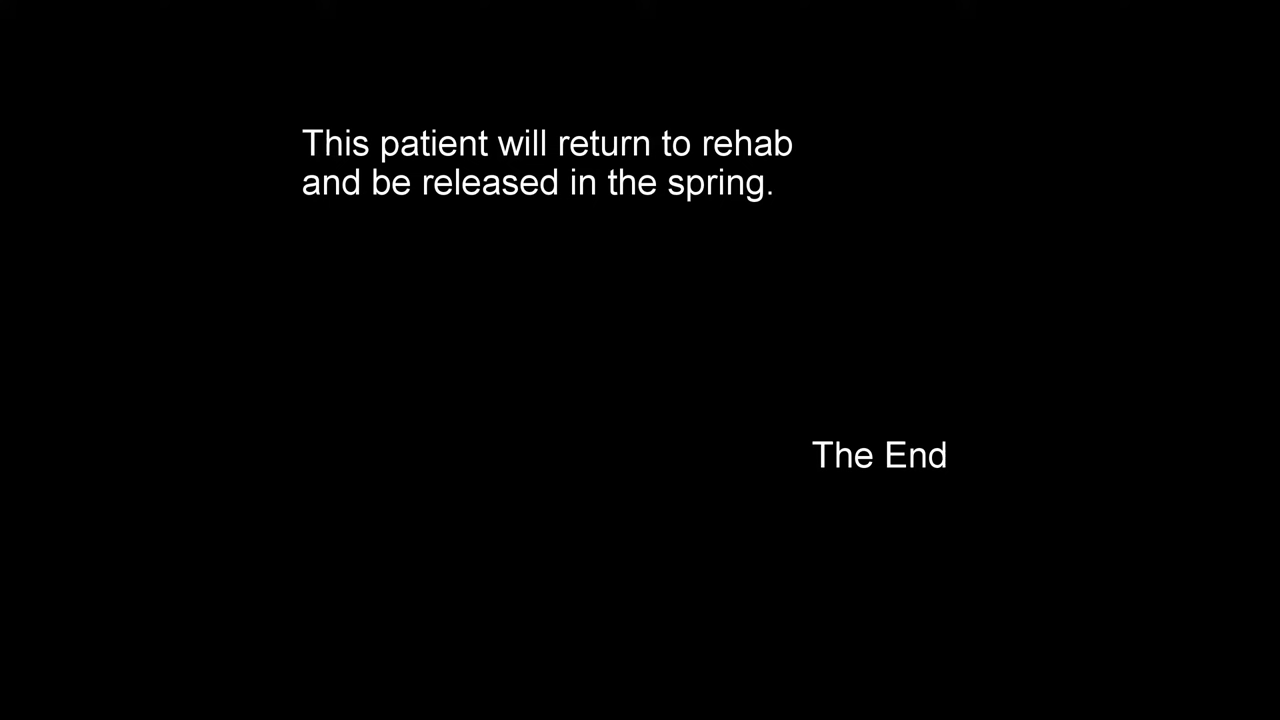 This patient will return to rehab
and be released in the spring.
The End